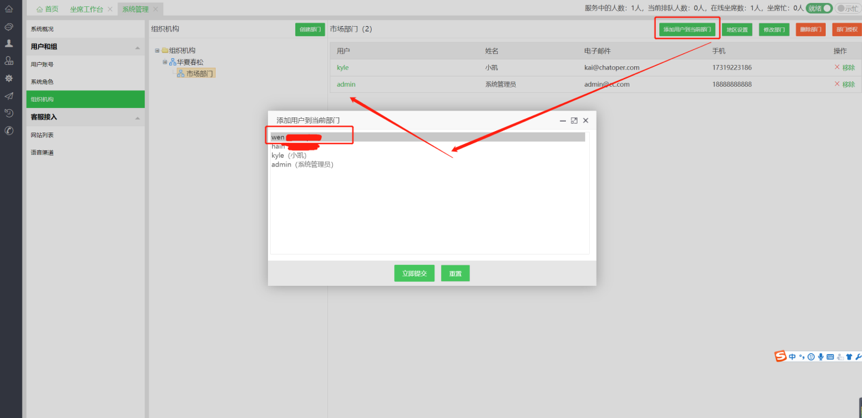 首页 坐席工作台 系统管理
服务中的人数：1人，当前排队人数：0人，在线坐席数：1人，坐席忙：0人 就绪 示忙
系统概况
用户和组
用户账号
系统角色
组织机构
客服接入
网站列表
语音渠道
组织机构 创建部门
组织机构
华夏春松
市场部门
市场部门（2） 添加用户到当前部门 地区设置 修改部门 删除部门 部门授权
用户 姓名 电子邮件 手机 操作
kyle 小凯 kai@chatoper.com 17319223186 移除
admin 系统管理员 18888888888 移除
添加用户到当前部门
wen
hain
kyle（小凯）
admin（系统管理员）
立即提交 重置
中